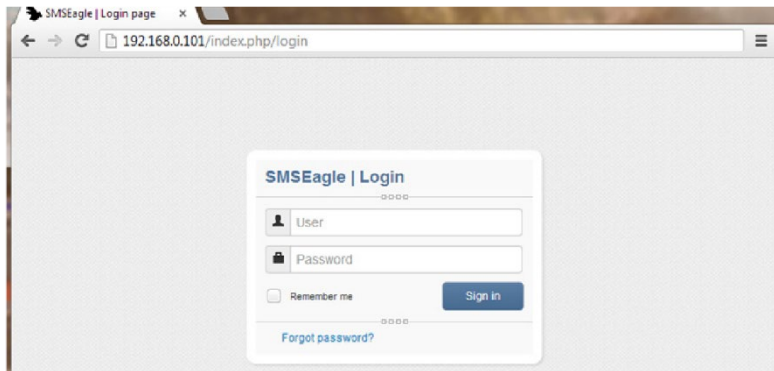 SMSEagle | Login page
192.168.0.101/index.php/login
SMSEagle | Login
User
Password
Remember me
Sign in
Forgot password?